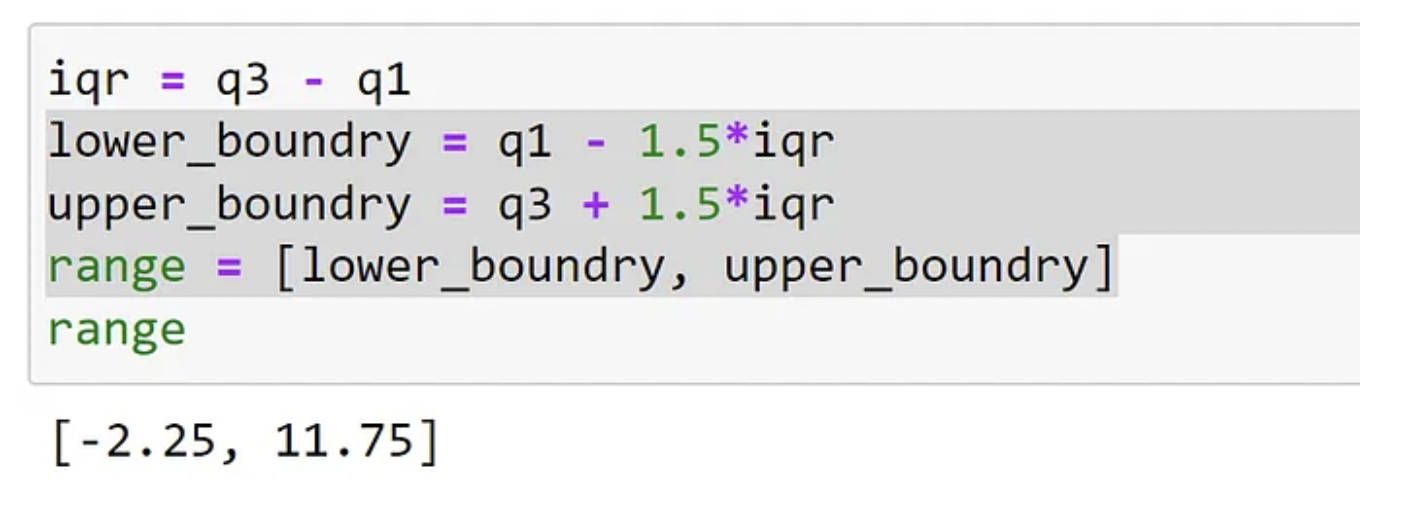 iqr = q3 - q1
lower_boundry = q1 - 1.5*iqr
upper_boundry = q3 + 1.5*iqr
range = [lower_boundry, upper_boundry]
range
[-2.25, 11.75]